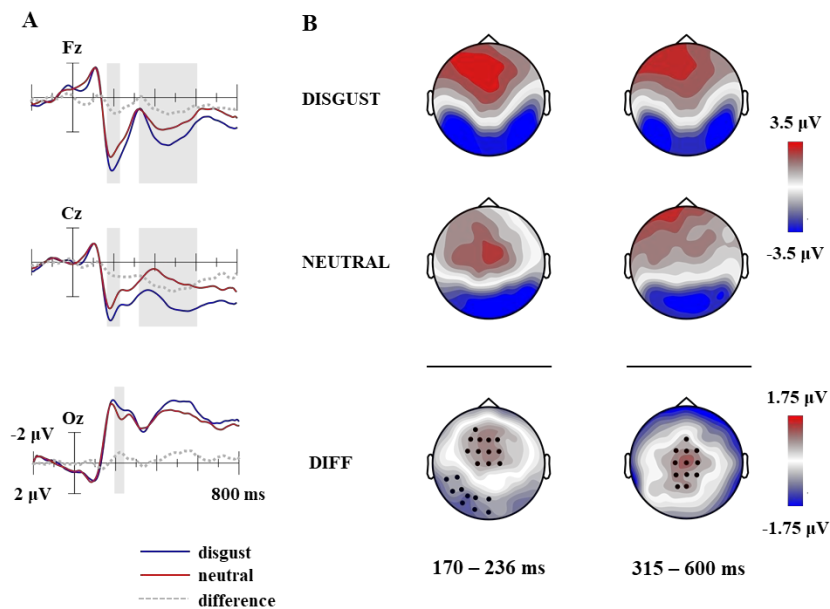 A
B
Fz
DISGUST
3.5 µV
Cz
NEUTRAL
-3.5 µV
Oz
-2 µV
2 µV
800 ms
DIFF
1.75 µV
-1.75 µV
disgust
neutral
difference
170 – 236 ms
315 – 600 ms